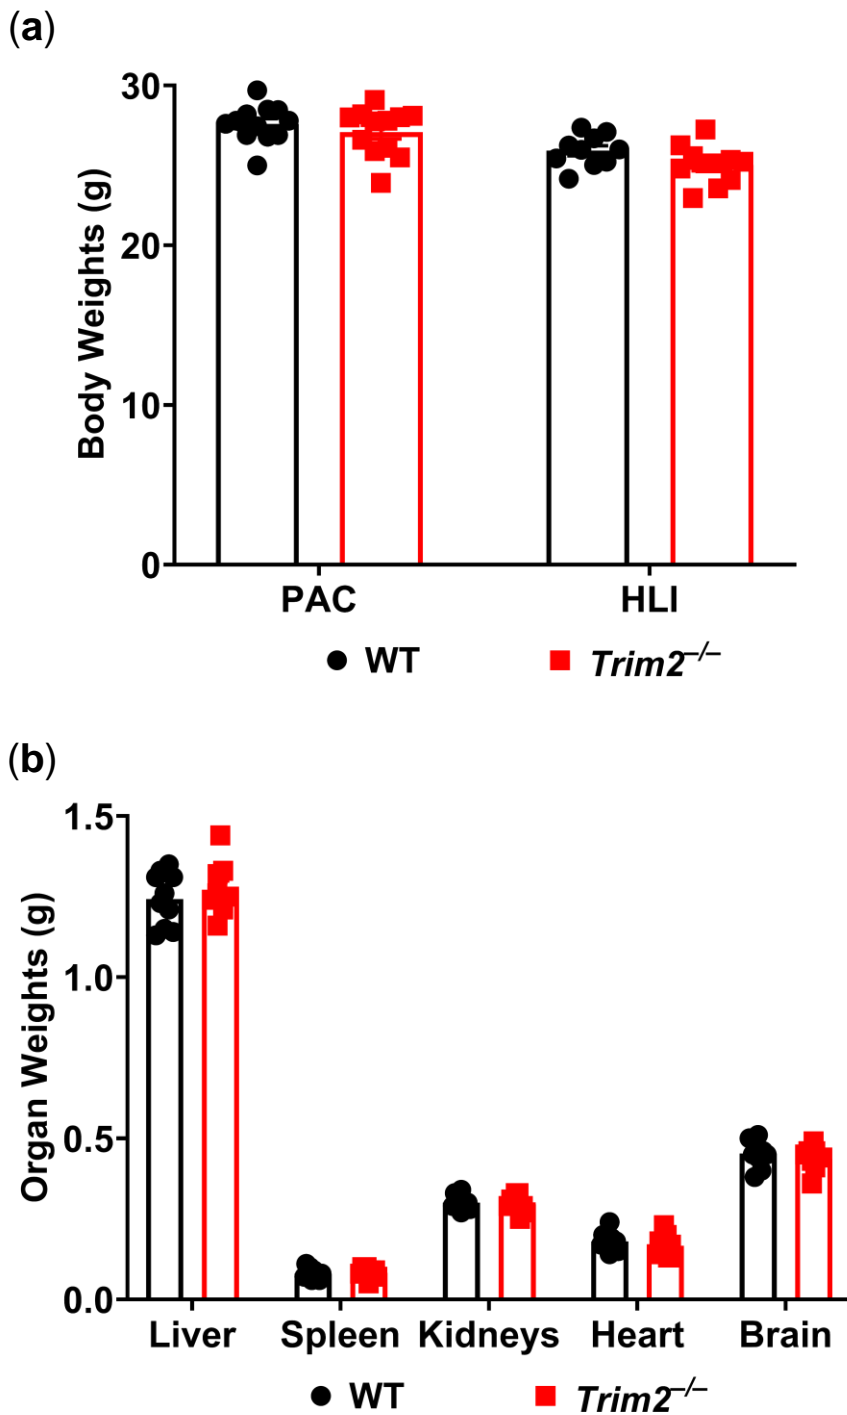 (a)
Body Weights (g)
30
20
10
0
PAC HLI
WT Trim2–/–
(b)
Organ Weights (g)
1.5
1.0
0.5
0.0
Liver Spleen Kidneys Heart Brain
WT Trim2–/–